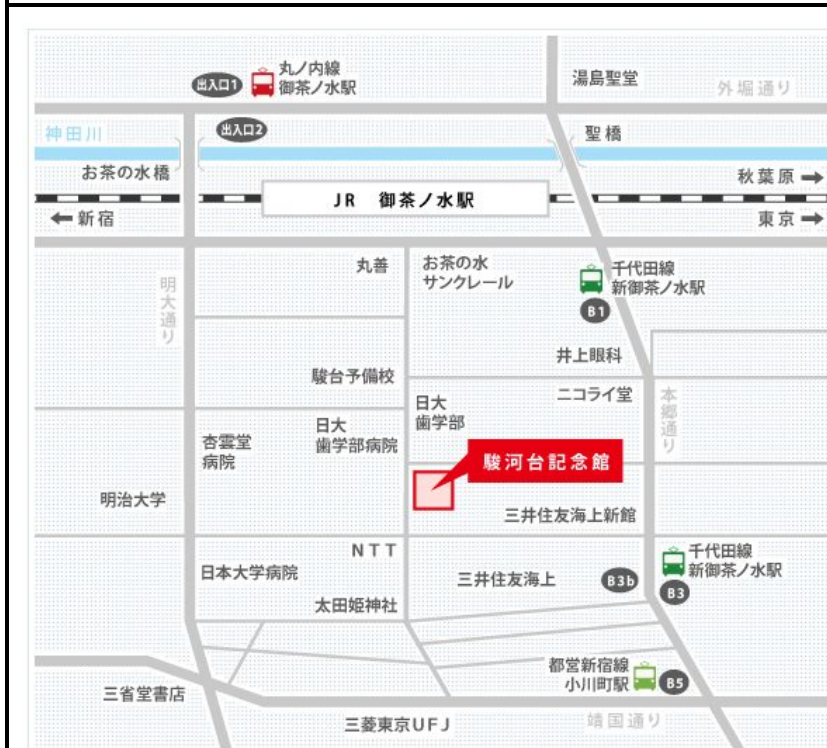 丸ノ内線
出入口1
御茶ノ水駅
湯島聖堂
外堀通り
神田川
出入口2
聖橋
お茶の水橋
秋葉原
JR 御茶ノ水駅
新宿
東京
丸善
お茶の水
サンクレール
千代田線
新御茶ノ水駅
B1
明大通り
井上眼科
駿台予備校
ニコライ堂
日大
歯学部
本郷通り
日大
歯学部病院
杏雲堂
病院
駿河台記念館
明治大学
三井住友海上新館
NTT
千代田線
新御茶ノ水駅
日本大学病院
三井住友海上
B3b
B3
太田姫神社
都営新宿線
小川町駅
B5
三省堂書店
三菱東京UFJ
靖国通り